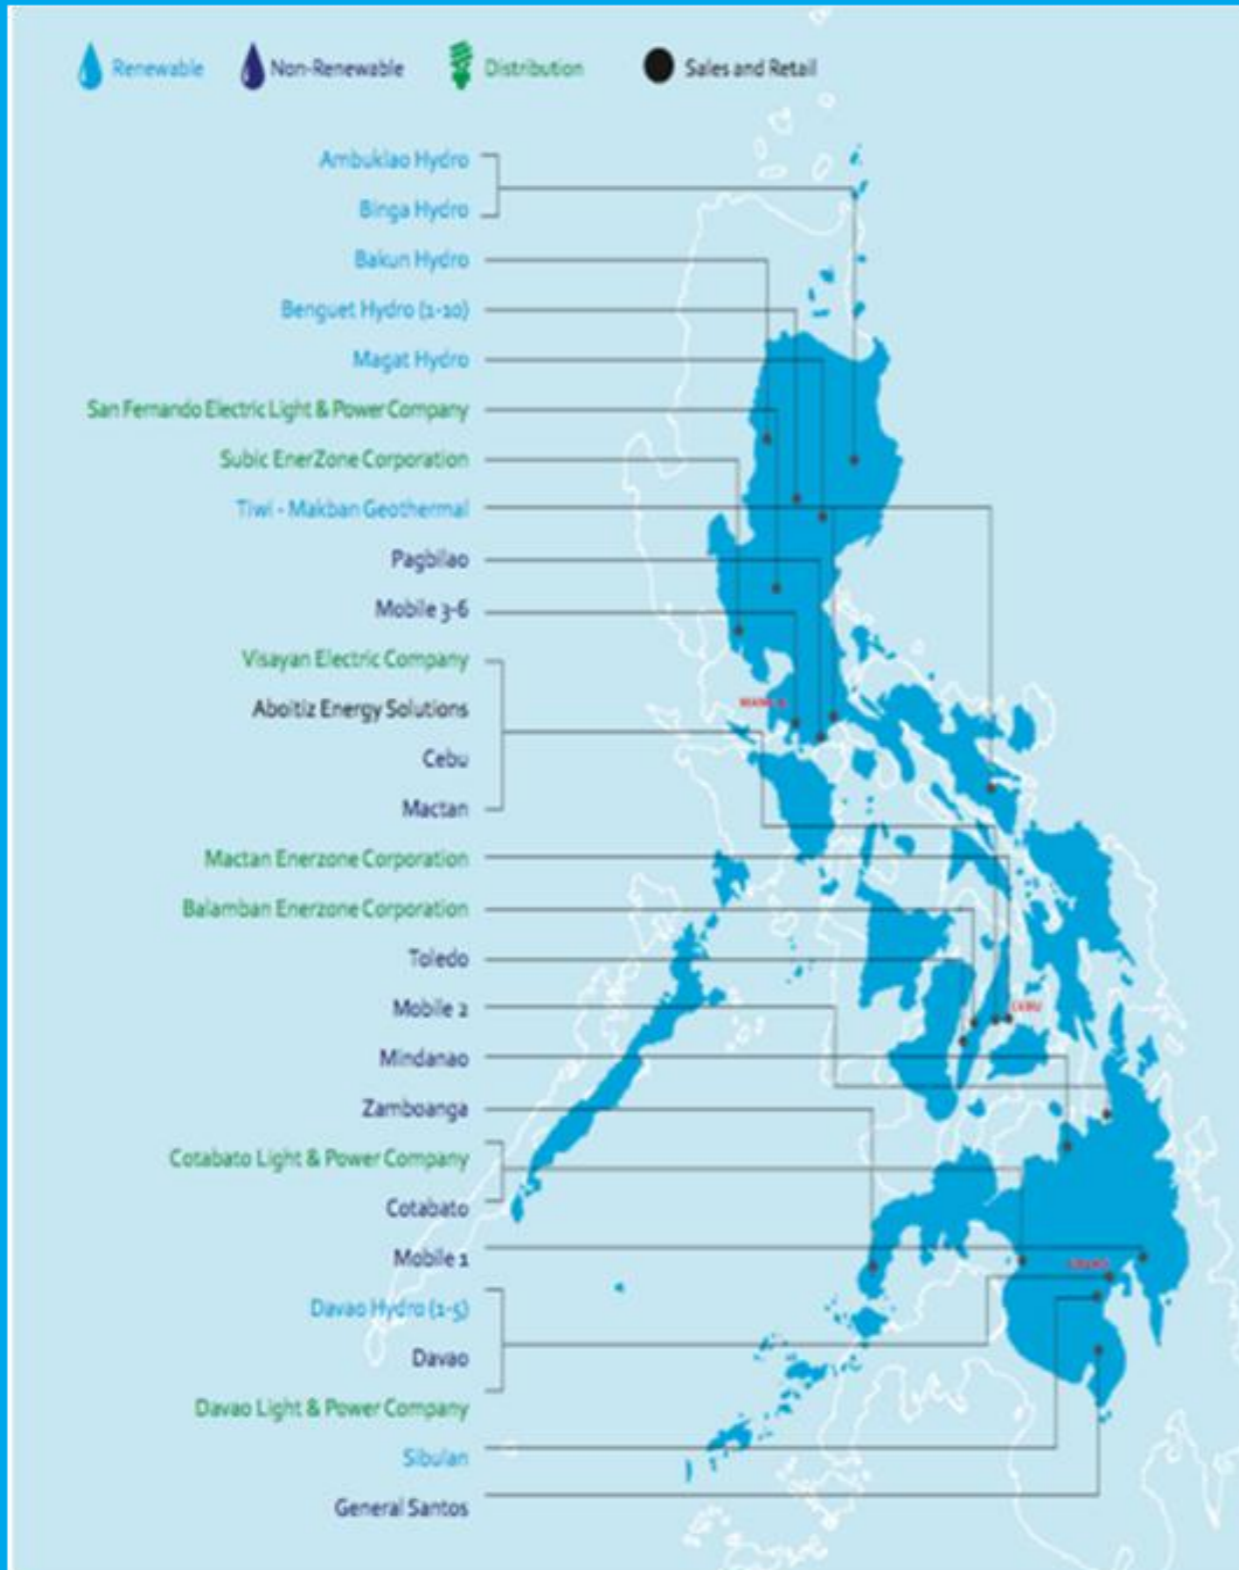 Renewable
Non-Renewable
Distribution
Sales and Retail
Ambuklao Hydro
Binga Hydro
Bakun Hydro
Benguet Hydro (1-10)
Magat Hydro
San Fernando Electric Light & Power Company
Subic EnerZone Corporation
Tiwi - Makban Geothermal
Pagbilao
Mobile 3-6
Visayan Electric Company
Aboitiz Energy Solutions
Cebu
Mactan
Mactan Enerzone Corporation
Balamban Enerzone Corporation
Toledo
CEBU
Mobile 2
Mindanao
Zamboanga
Cotabato Light & Power Company
Cotabato
Mobile 1
Davao Hydro (1-5)
Davao
Davao Light & Power Company
Sibulan
General Santos